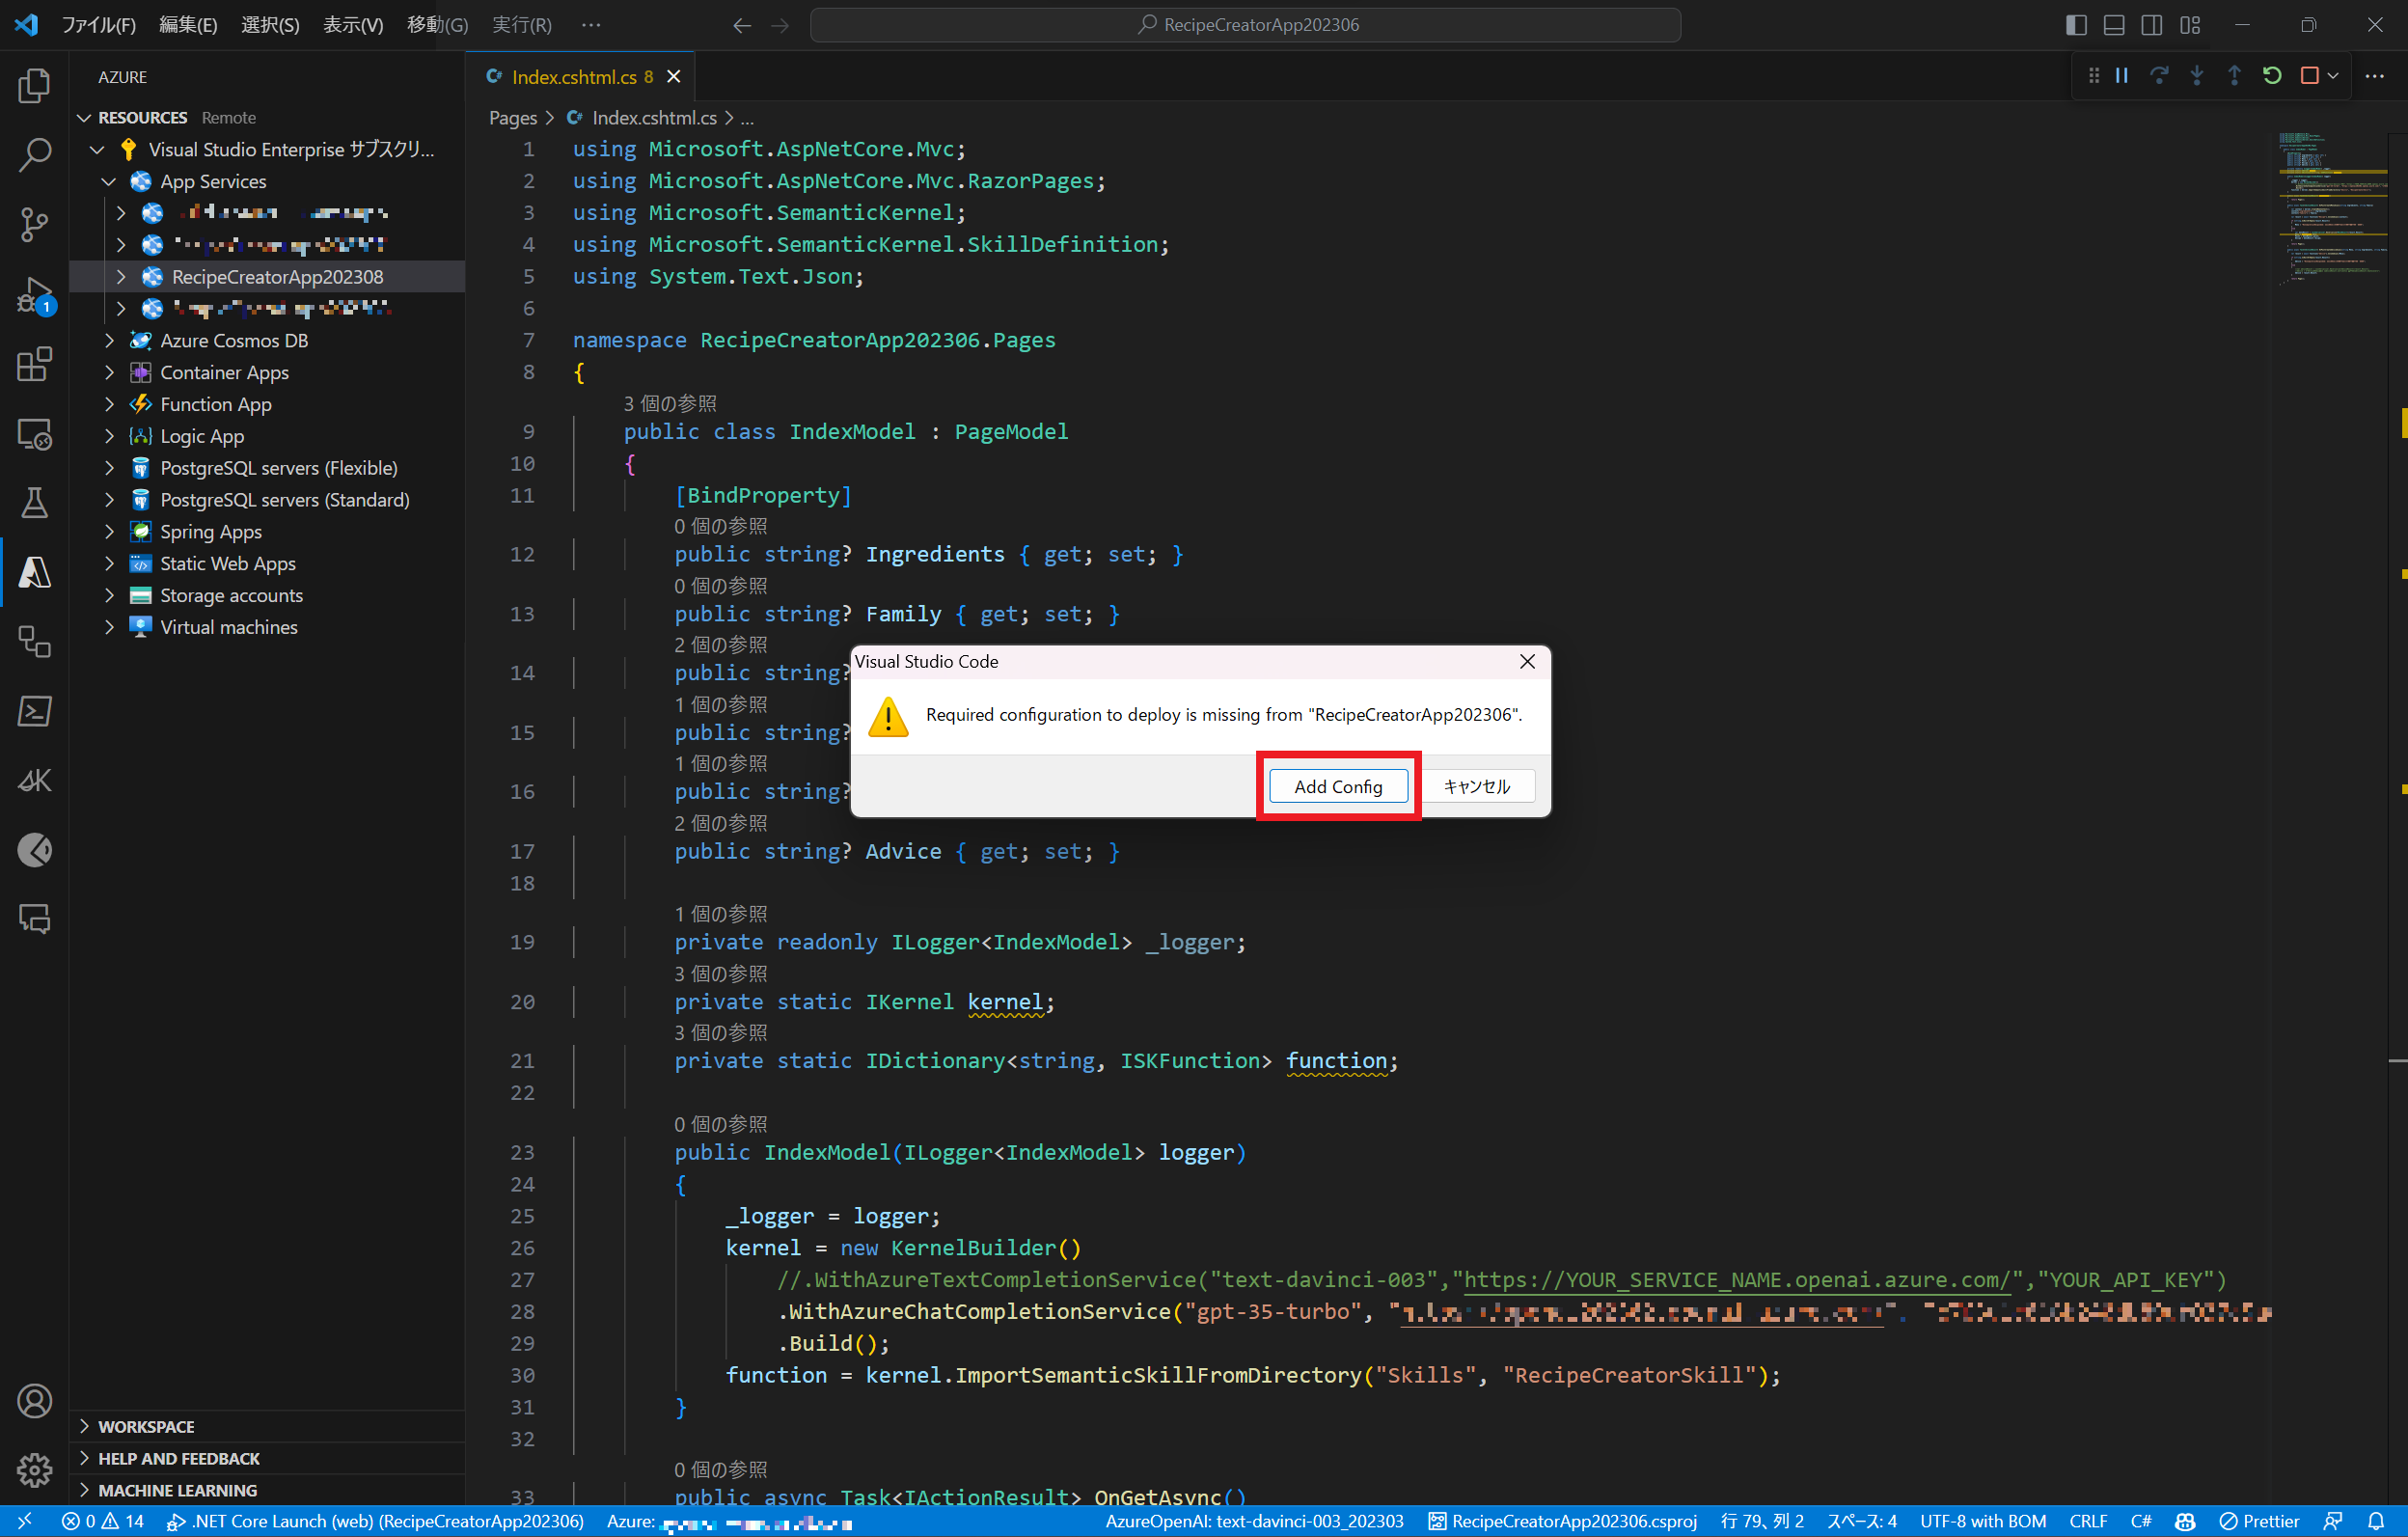 ファイル(F) 編集(E) 選択(S) 表示(V) 移動(G) 実行(R) ···
RecipeCreatorApp202306
AZURE
RESOURCES Remote
Visual Studio Enterprise サブスクリ...
App Services
RecipeCreatorApp202308
Azure Cosmos DB
Container Apps
Function App
Logic App
PostgreSQL servers (Flexible)
PostgreSQL servers (Standard)
Spring Apps
Static Web Apps
Storage accounts
Virtual machines
WORKSPACE
HELP AND FEEDBACK
MACHINE LEARNING
1
C# Index.cshtml.cs 8
Pages > C# Index.cshtml.cs > ...
1 using Microsoft.AspNetCore.Mvc;
2 using Microsoft.AspNetCore.Mvc.RazorPages;
3 using Microsoft.SemanticKernel;
4 using Microsoft.SemanticKernel.SkillDefinition;
5 using System.Text.Json;
6
7 namespace RecipeCreatorApp202306.Pages
8 {
3 個の参照
9 public class IndexModel : PageModel
10 {
11 [BindProperty]
0 個の参照
12 public string? Ingredients { get; set; }
0 個の参照
13 public string? Family { get; set; }
2 個の参照
14 public string?
1 個の参照
15 public string?
1 個の参照
16 public string?
2 個の参照
17 public string? Advice { get; set; }
18
1 個の参照
19 private readonly ILogger<IndexModel> _logger;
3 個の参照
20 private static IKernel kernel;
3 個の参照
21 private static IDictionary<string, ISKFunction> function;
22
0 個の参照
23 public IndexModel(ILogger<IndexModel> logger)
24 {
25 _logger = logger;
26 kernel = new KernelBuilder()
27 //.WithAzureTextCompletionService("text-davinci-003","https://YOUR_SERVICE_NAME.openai.azure.com/","YOUR_API_KEY")
28 .WithAzureChatCompletionService("gpt-35-turbo", "
29 .Build();
30 function = kernel.ImportSemanticSkillFromDirectory("Skills", "RecipeCreatorSkill");
31 }
32
0 個の参照
33 public async Task<IActionResult> OnGetAsync()
Visual Studio Code
Required configuration to deploy is missing from "RecipeCreatorApp202306".
Add Config キャンセル
0 14 .NET Core Launch (web) (RecipeCreatorApp202306) Azure: AzureOpenAI: text-davinci-003_202303 RecipeCreatorApp202306.csproj 行 79、列 2 スペース: 4 UTF-8 with BOM CRLF C# Prettier